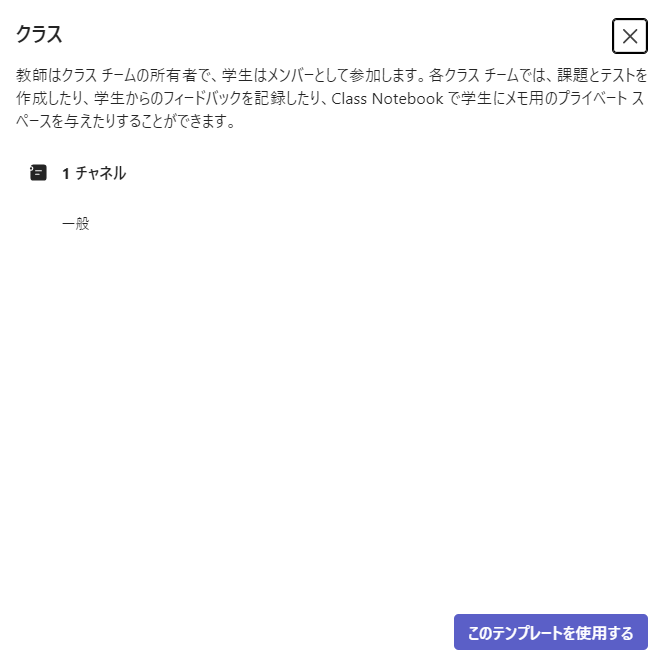 クラス
教師はクラス チームの所有者で、学生はメンバーとして参加します。各クラス チームでは、課題とテストを
作成したり、学生からのフィードバックを記録したり、Class Notebook で学生にメモ用のプライベート ス
ペースを与えたりすることができます。
1 チャネル
一般
このテンプレートを使用する